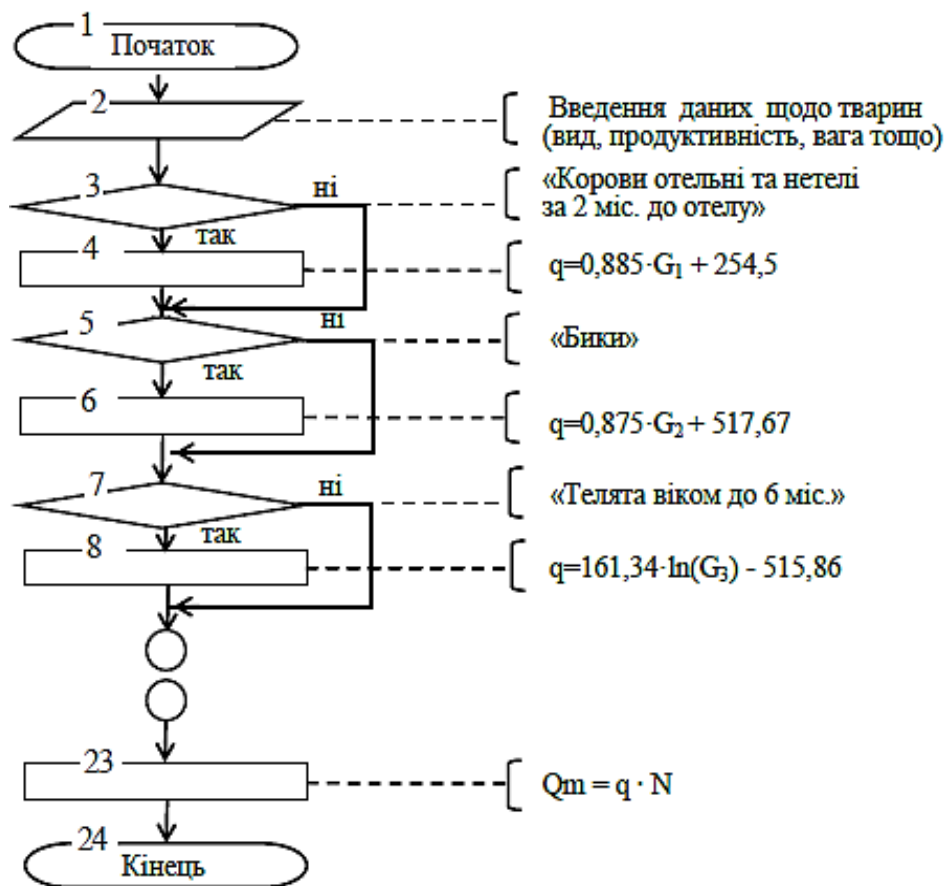 1
Початок
2
Введення даних щодо тварин
(вид, продуктивність, вага тощо)
3
ні
«Корови отельні та нетелі
за 2 міс. до отелу»
так
4
q=0,885·G₁ + 254,5
5
ні
«Бики»
так
6
q=0,875·G₂ + 517,67
7
ні
«Телята віком до 6 міс.»
так
8
q=161,34·ln(G₃) - 515,86
23
Qm = q · N
24
Кінець